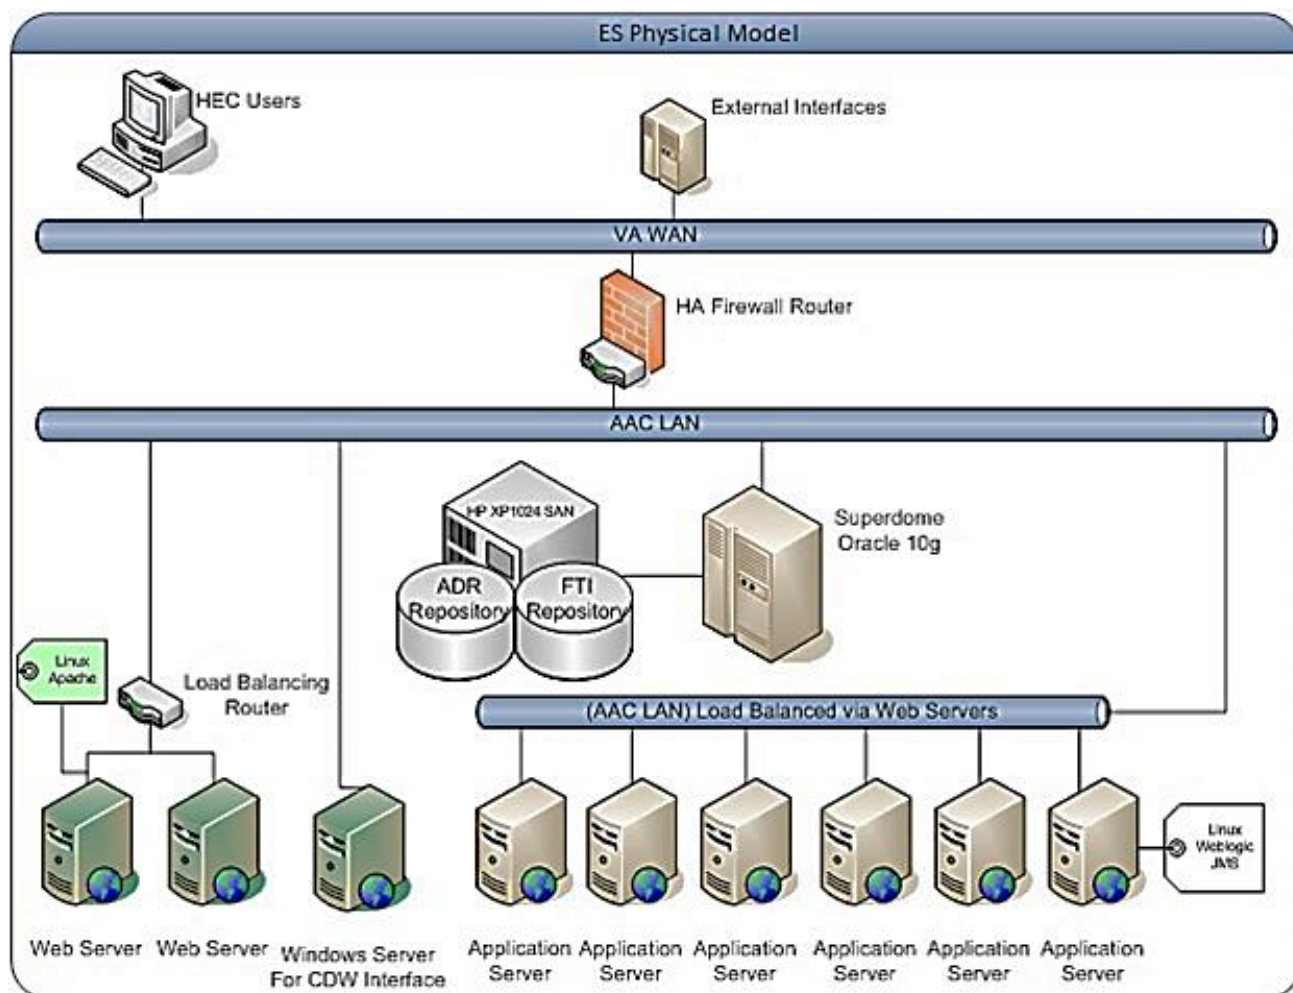 ES Physical Model
HEC Users
External Interfaces
VA WAN
HA Firewall Router
AAC LAN
HP XP1024 SAN
ADR
Repository
FTI
Repository
Superdome
Oracle 10g
Linux
Apache
Load Balancing
Router
(AAC LAN) Load Balanced via Web Servers
Linux
Weblogic
JMS
Web Server
Web Server
Windows Server
For CDW Interface
Application
Server
Application
Server
Application
Server
Application
Server
Application
Server
Application
Server